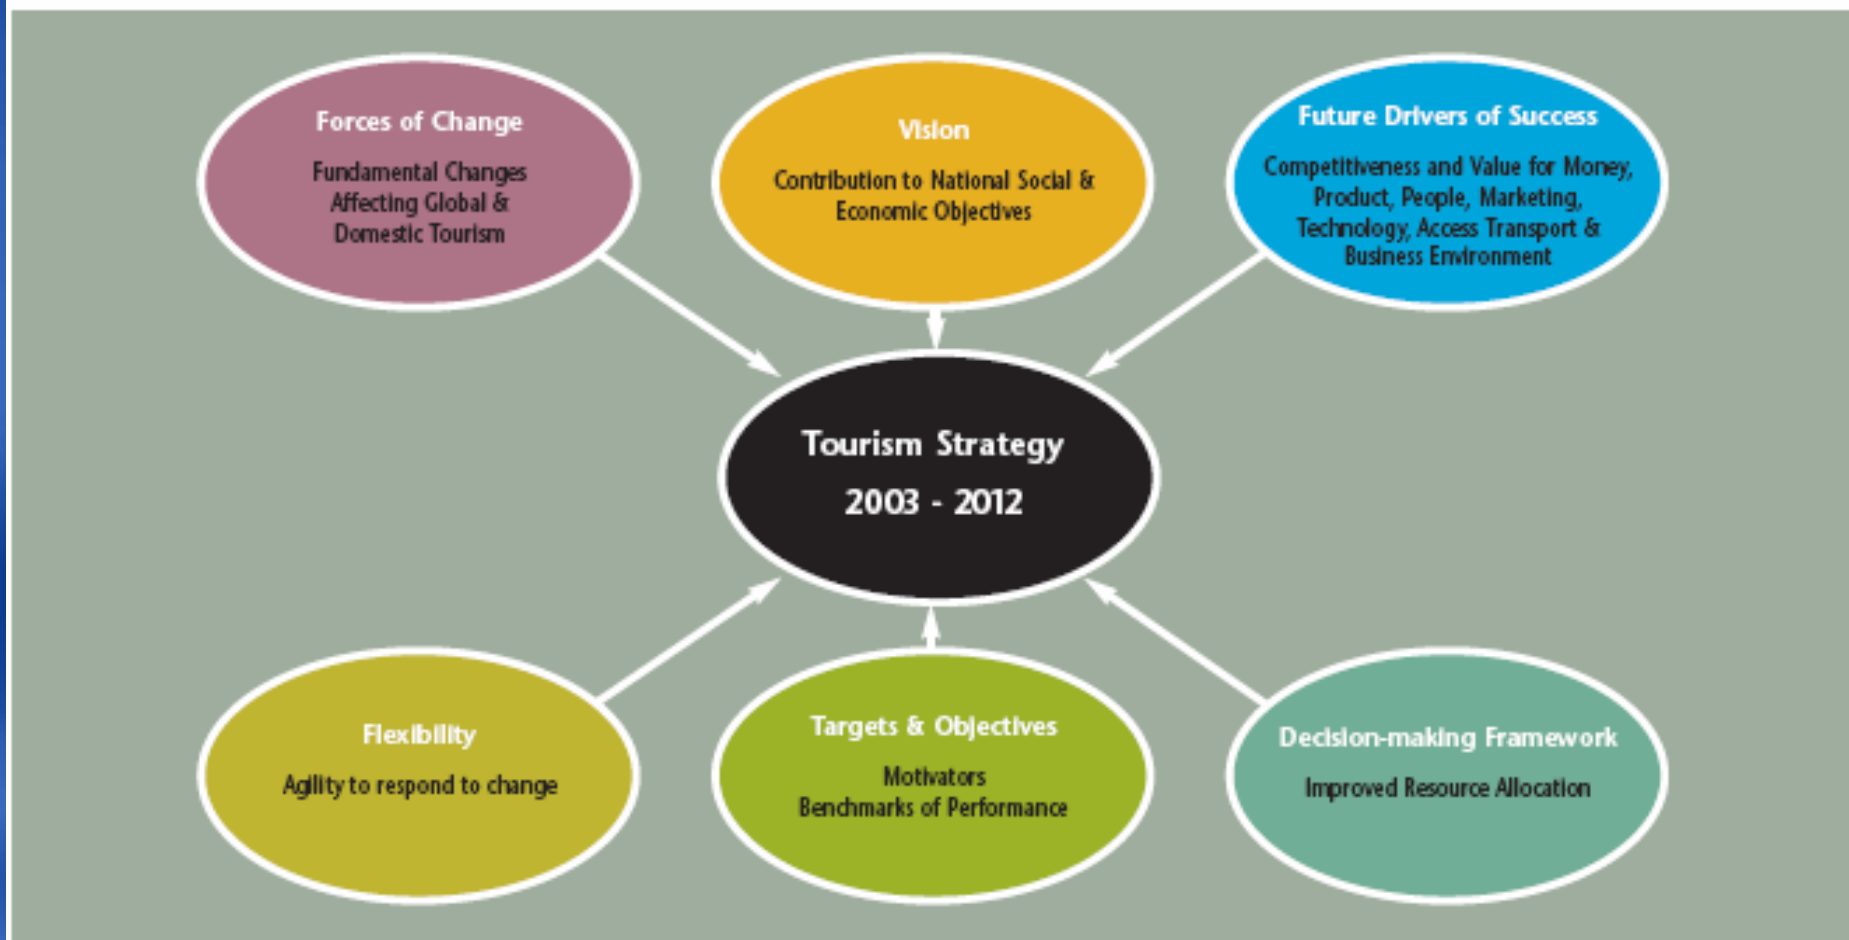 Forces of Change
Fundamental Changes
Affecting Global &
Domestic Tourism
Vision
Contribution to National Social &
Economic Objectives
Future Drivers of Success
Competitiveness and Value for Money,
Product, People, Marketing,
Technology, Access Transport &
Business Environment
Tourism Strategy
2003 - 2012
Flexibility
Agility to respond to change
Targets & Objectives
Motivators
Benchmarks of Performance
Decision-making Framework
Improved Resource Allocation